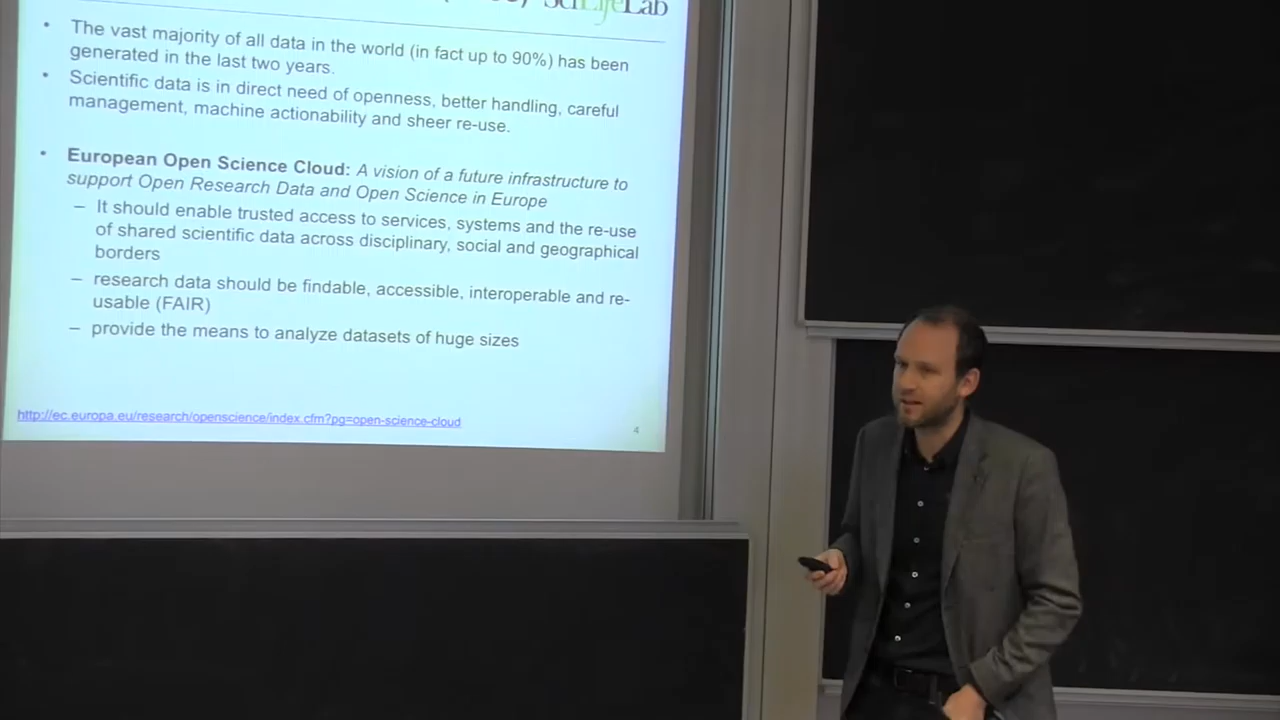 SciLifeLab
• The vast majority of all data in the world (in fact up to 90%) has been
generated in the last two years.
• Scientific data is in direct need of openness, better handling, careful
management, machine actionability and sheer re-use.
• European Open Science Cloud: A vision of a future infrastructure to
support Open Research Data and Open Science in Europe
– It should enable trusted access to services, systems and the re-use
of shared scientific data across disciplinary, social and geographical
borders
– research data should be findable, accessible, interoperable and re-
usable (FAIR)
– provide the means to analyze datasets of huge sizes
http://ec.europa.eu/research/openscience/index.cfm?pg=open-science-cloud
4